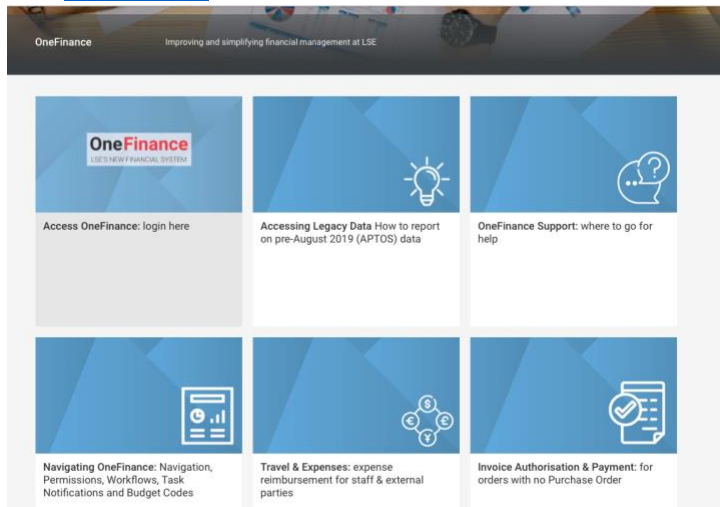 OneFinance
Improving and simplifying financial management at LSE
OneFinance
LSE'S NEW FINANCIAL SYSTEM
Access OneFinance: login here
Accessing Legacy Data How to report
on pre-August 2019 (APTOS) data
OneFinance Support: where to go for
help
Navigating OneFinance: Navigation,
Permissions, Workflows, Task
Notifications and Budget Codes
Travel & Expenses: expense
reimbursement for staff & external
parties
Invoice Authorisation & Payment: for
orders with no Purchase Order